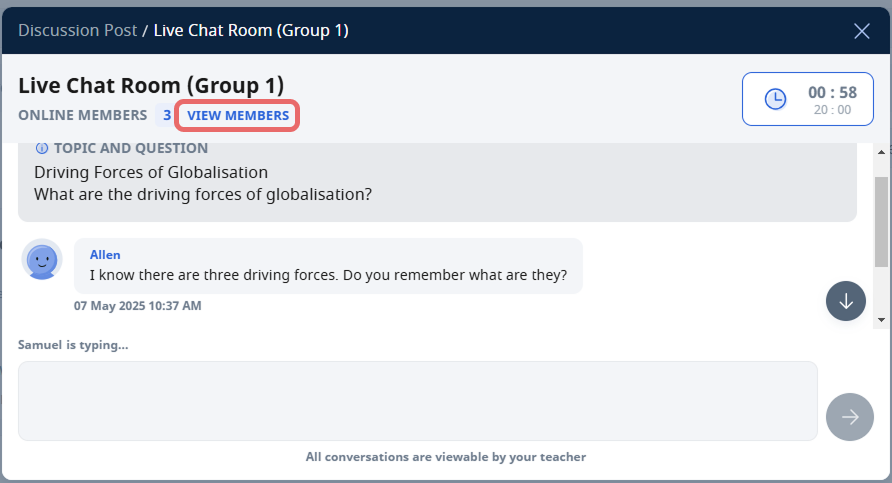 Discussion Post / Live Chat Room (Group 1)
Live Chat Room (Group 1)
ONLINE MEMBERS 3 VIEW MEMBERS
00 : 58
20 : 00
TOPIC AND QUESTION
Driving Forces of Globalisation
What are the driving forces of globalisation?
Allen
I know there are three driving forces. Do you remember what are they?
07 May 2025 10:37 AM
Samuel is typing...
All conversations are viewable by your teacher